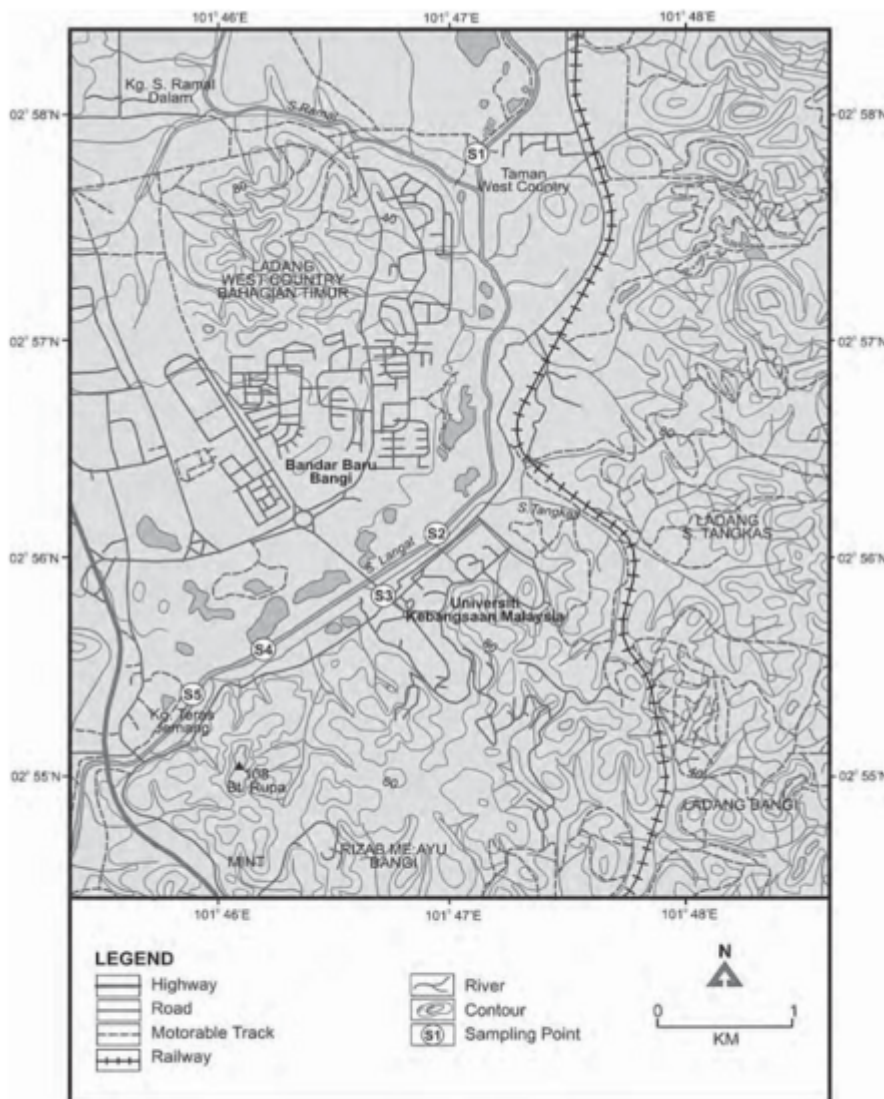 101° 46'E
101° 47'E
101° 48'E
Kg. S. Ramal
Dalam
02° 58'N
02° 58'N
S. Ramal
S1
Taman
West Country
80
40
LADANG
WEST COUNTRY
BAHAGIAN TIMUR
02° 57'N
02° 57'N
Bandar Baru
Bangi
S. Tangkas
LADANG
S. TANGKAS
S2
02° 56'N
02° 56'N
S. Langat
S3
Universiti
Kebangsaan Malaysia
80
S4
S5
Kg. Teras
Jernang
02° 55'N
02° 55'N
108
Bt. Rupa
LADANG BANGI
MINT
BANGI
101° 46'E
101° 47'E
101° 48'E
LEGEND
Highway
Road
Motorable Track
Railway
River
Contour
S1
Sampling Point
N
0
1
KM